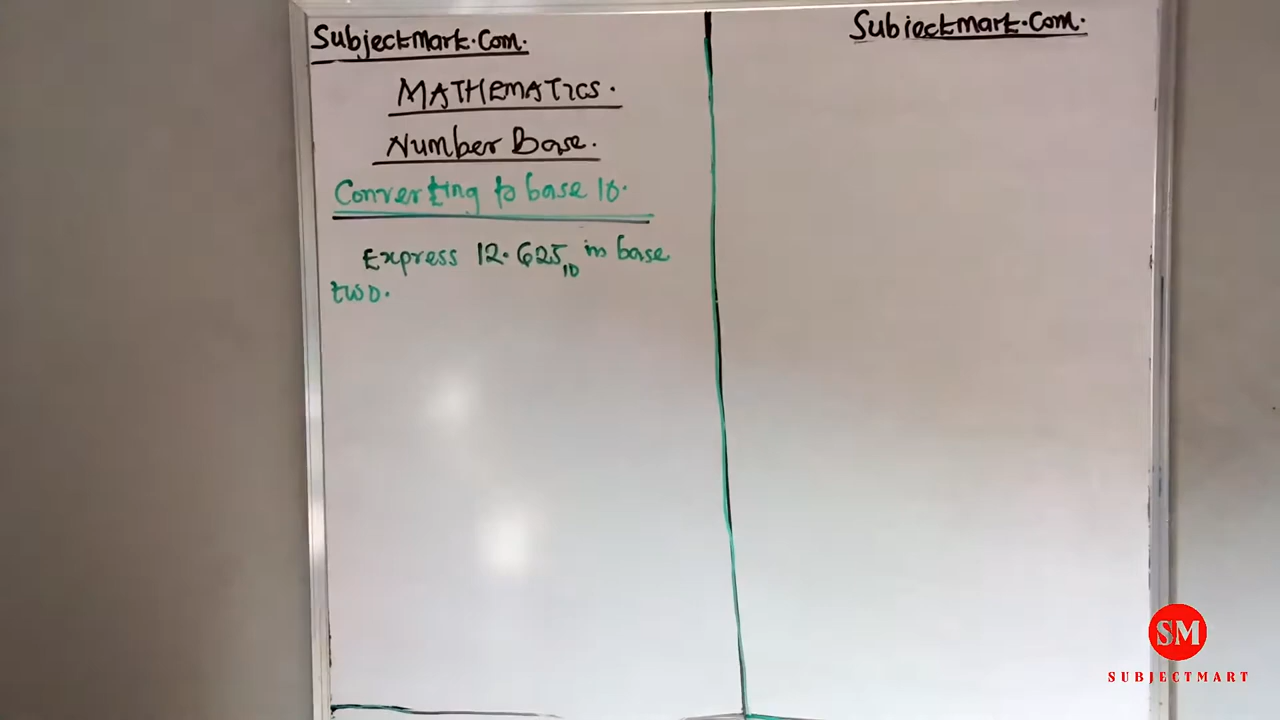 Subjectmark.Com.
MATHEMATICS.
Number Base.
Converting to base 10.
Express 12.625₁₀ in base
two.
Subjectmark.Com.
SM
SUBJECTMART